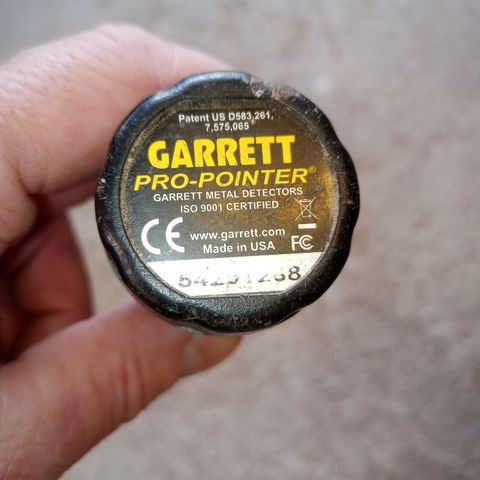 Patent US D583,261,
7,575,065
GARRETT
PRO-POINTER®
GARRETT METAL DETECTORS
ISO 9001 CERTIFIED
CE www.garrett.com
Made in USA FC